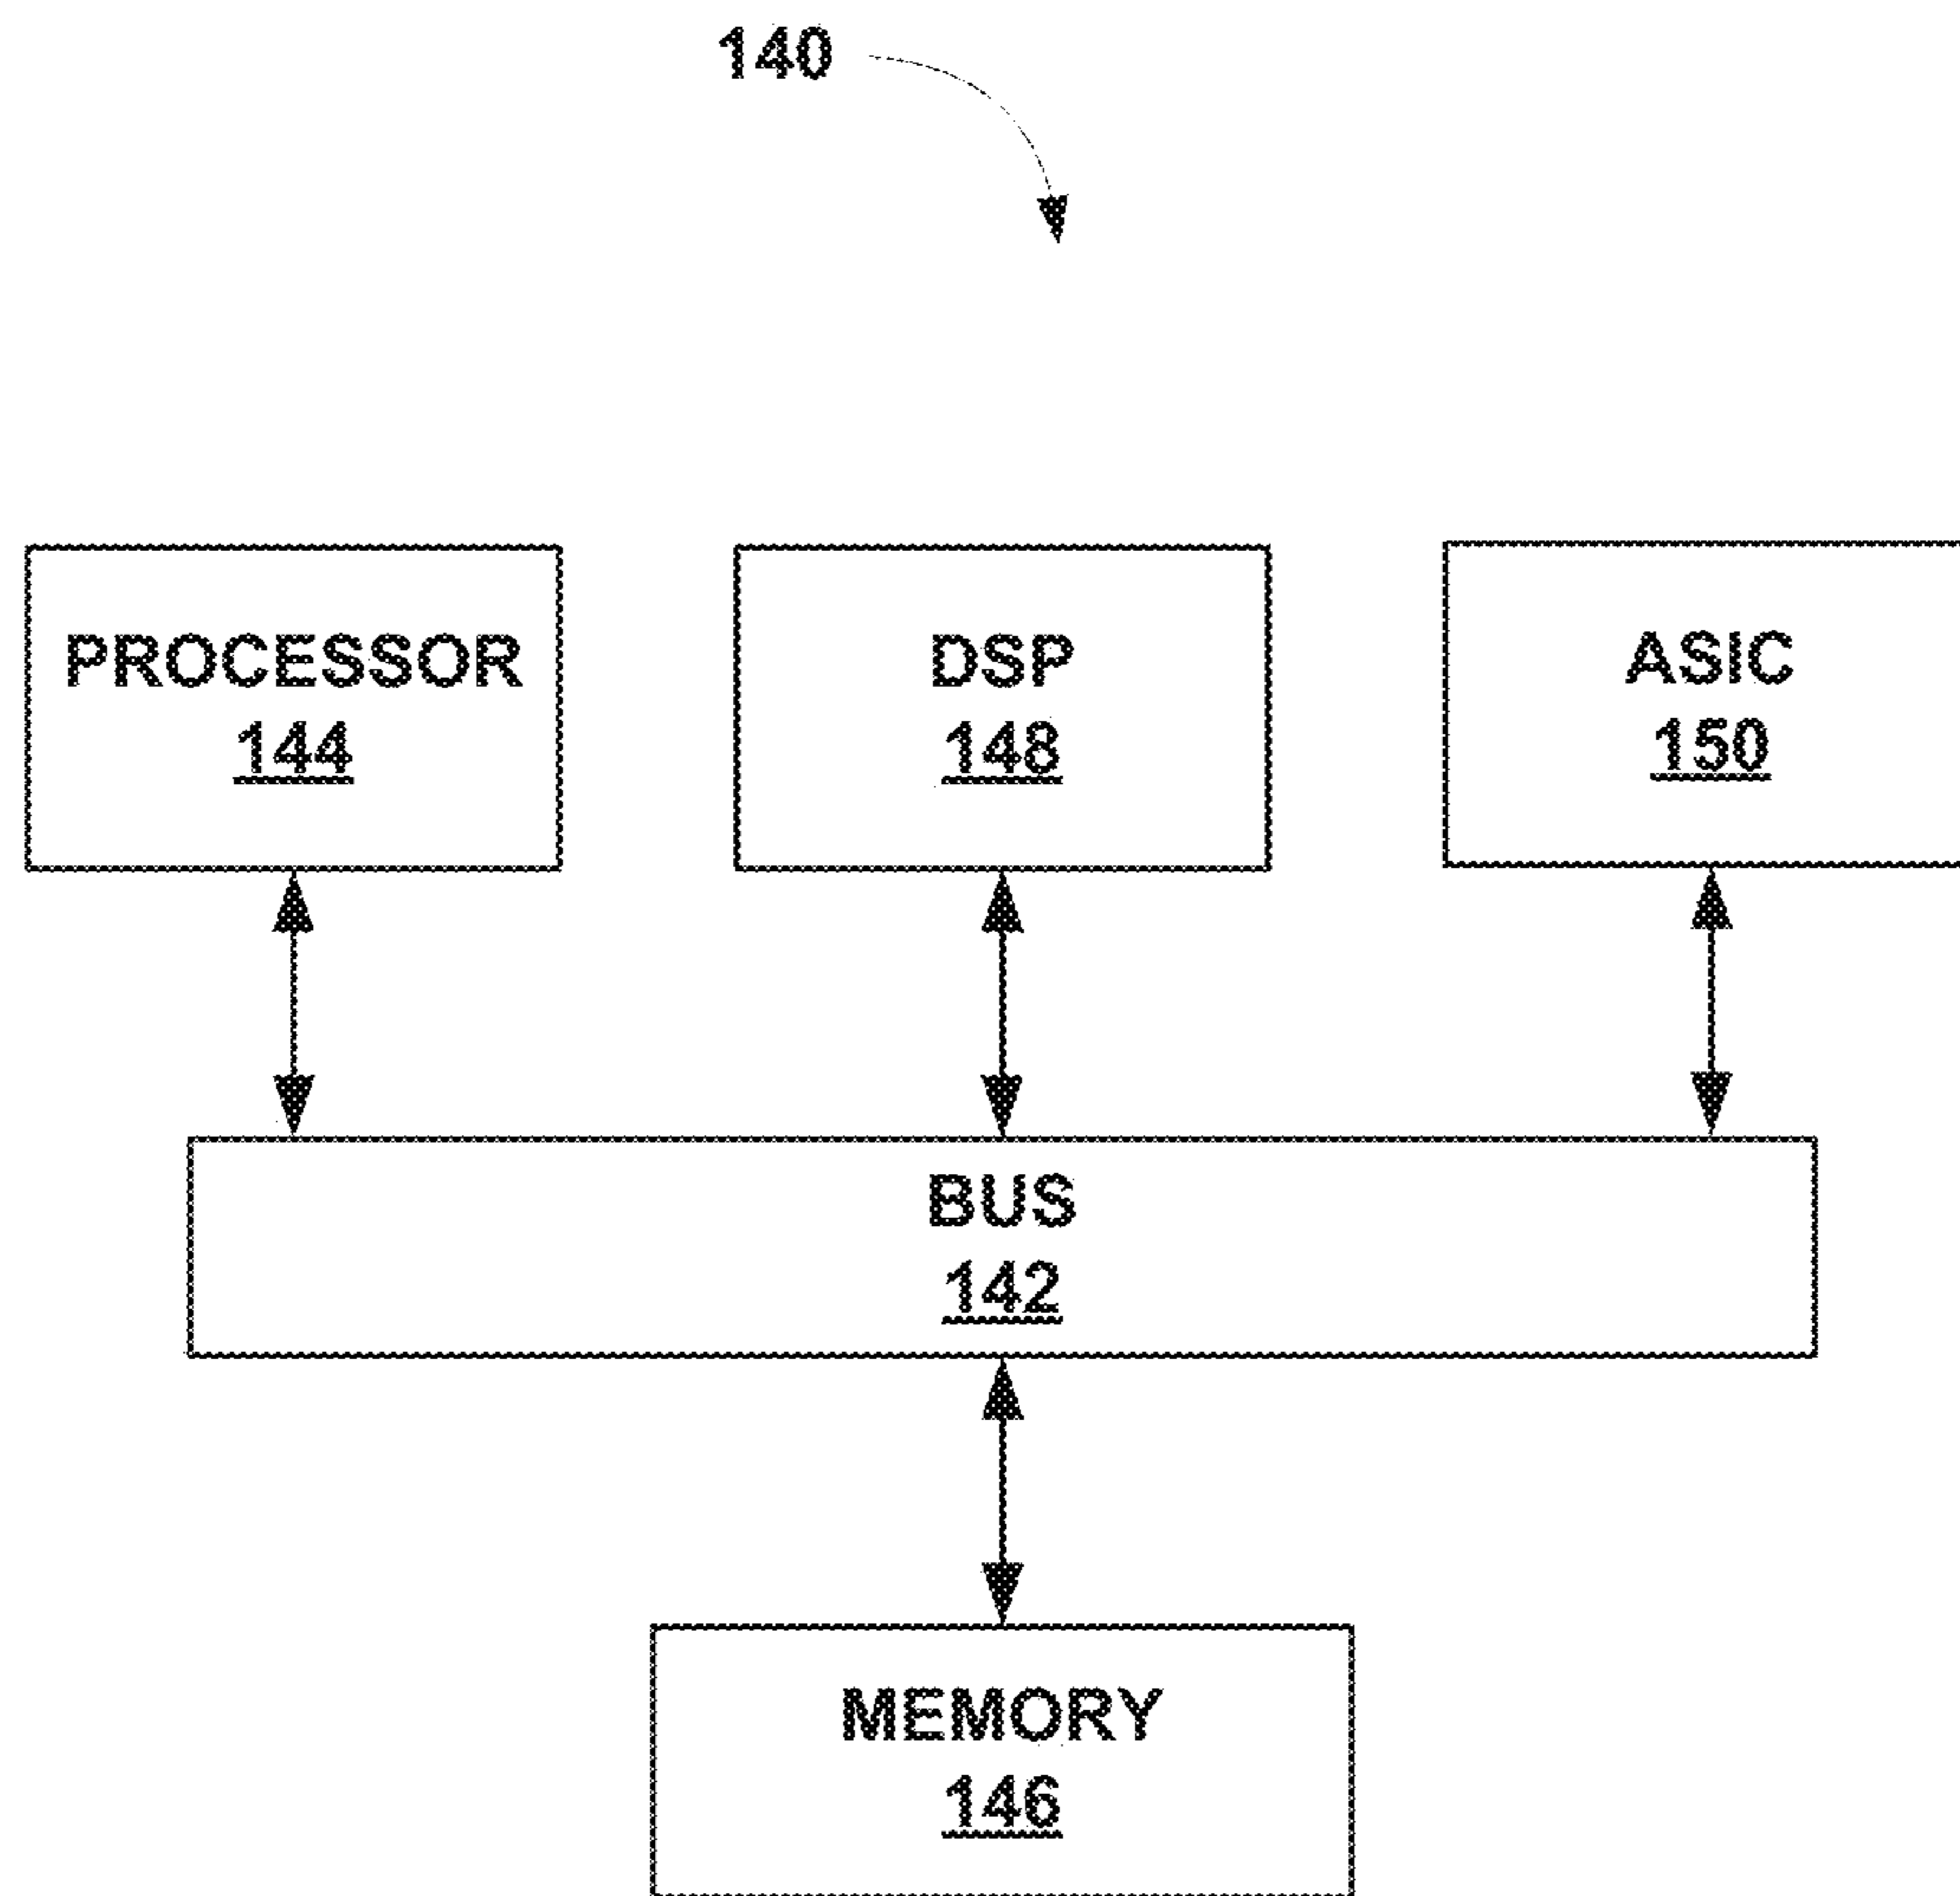 140
PROCESSOR
144
DSP
148
ASIC
150
BUS
142
MEMORY
146